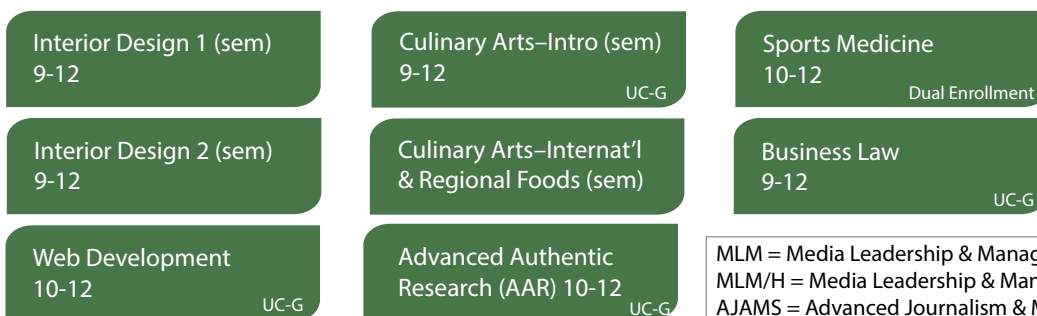 Interior Design 1 (sem)
9-12
Culinary Arts–Intro (sem)
9-12
UC-G
Sports Medicine
10-12
Dual Enrollment
Interior Design 2 (sem)
9-12
Culinary Arts–Internat’l
& Regional Foods (sem)
Business Law
9-12
UC-G
Web Development
10-12
UC-G
Advanced Authentic
Research (AAR) 10-12
UC-G
MLM = Media Leadership &
MLM/H = Media Leadership &
AJAMS = Advanced Journalism &